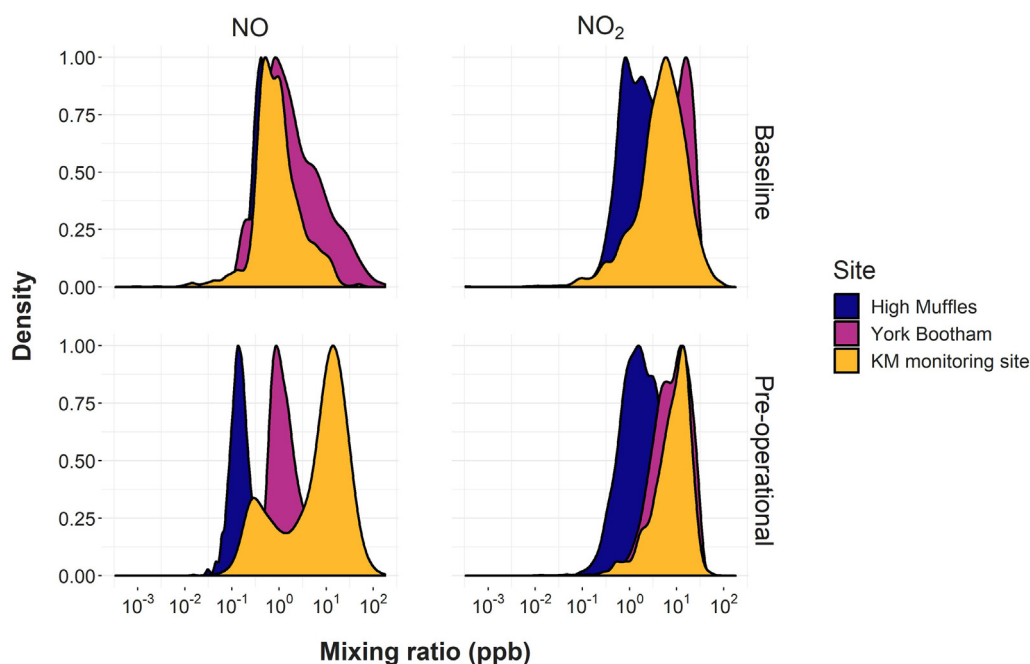 NO
NO₂
1.00
0.75
0.50
0.25
0.00
Baseline
1.00
0.75
0.50
0.25
0.00
Pre-operational
Density
10⁻³ 10⁻² 10⁻¹ 10⁰ 10¹ 10²
10⁻³ 10⁻² 10⁻¹ 10⁰ 10¹ 10²
Mixing ratio (ppb)
Site
High Muffles
York Bootham
KM monitoring site